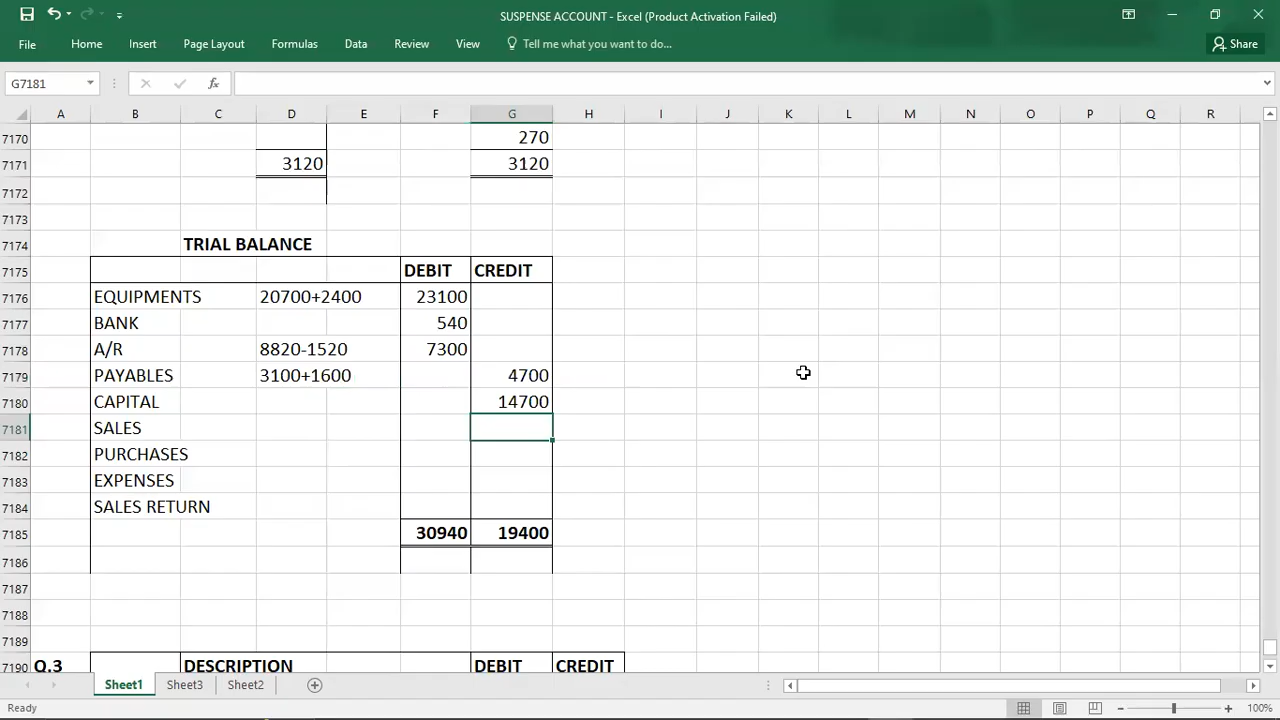 SUSPENSE ACCOUNT - Excel (Product Activation Failed)
File Home Insert Page Layout Formulas Data Review View Tell me what you want to do... Share
G7181 fx
A B C D E F G H I J K L M N O P Q R
7170 270
7171 3120 3120
7172
7173
7174 TRIAL BALANCE
7175 DEBIT CREDIT
7176 EQUIPMENTS 20700+2400 23100
7177 BANK 540
7178 A/R 8820-1520 7300
7179 PAYABLES 3100+1600 4700
7180 CAPITAL 14700
7181 SALES
7182 PURCHASES
7183 EXPENSES
7184 SALES RETURN
7185 30940 19400
7186
7187
7188
7189
7190 Q.3 DESCRIPTION DEBIT CREDIT
Sheet1 Sheet3 Sheet2
Ready 100%